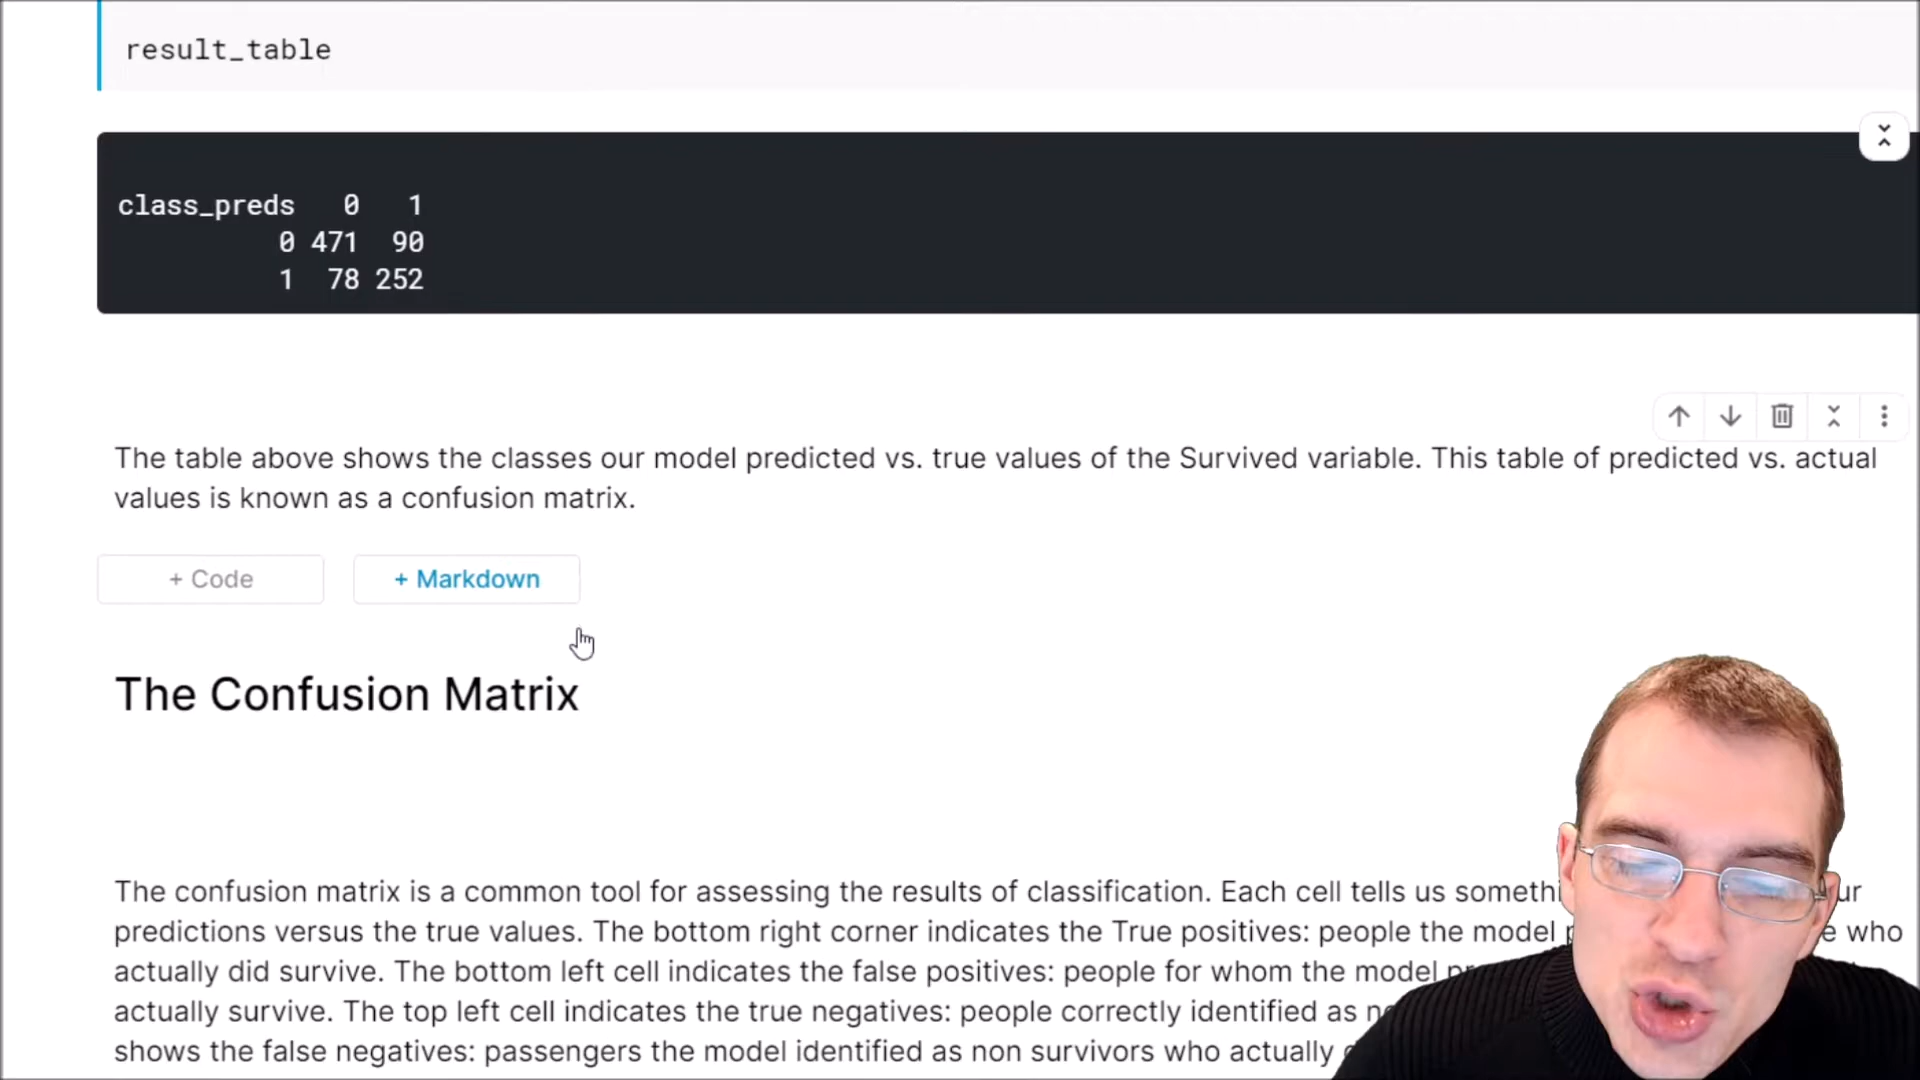 result_table
class_preds 0 1
0 471 90
1 78 252
The table above shows the classes our model predicted vs. true values of the Survived variable. This table of predicted vs. actual
values is known as a confusion matrix.
+ Code + Markdown
The Confusion Matrix
The confusion matrix is a common tool for assessing the results of classification. Each cell tells us
predictions versus the true values. The bottom right corner indicates the True positives: people the model who
actually did survive. The bottom left cell indicates the false positives: people for whom the model
actually survive. The top left cell indicates the true negatives: people correctly identified as
shows the false negatives: passengers the model identified as non survivors who actually